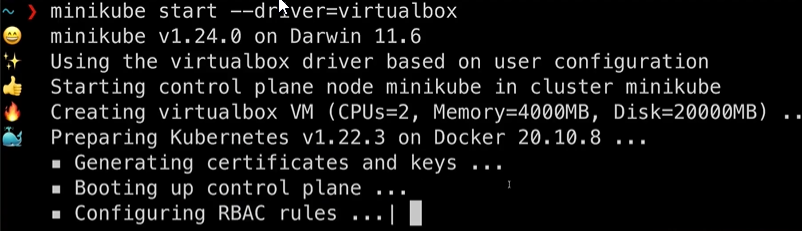 ~ ❯ minikube start --driver=virtualbox
😄 minikube v1.24.0 on Darwin 11.6
✨ Using the virtualbox driver based on user configuration
👍 Starting control plane node minikube in cluster minikube
🔥 Creating virtualbox VM (CPUs=2, Memory=4000MB, Disk=20000MB) ..
🐳 Preparing Kubernetes v1.22.3 on Docker 20.10.8 ...
▪ Generating certificates and keys ...
▪ Booting up control plane ...
▪ Configuring RBAC rules ...|